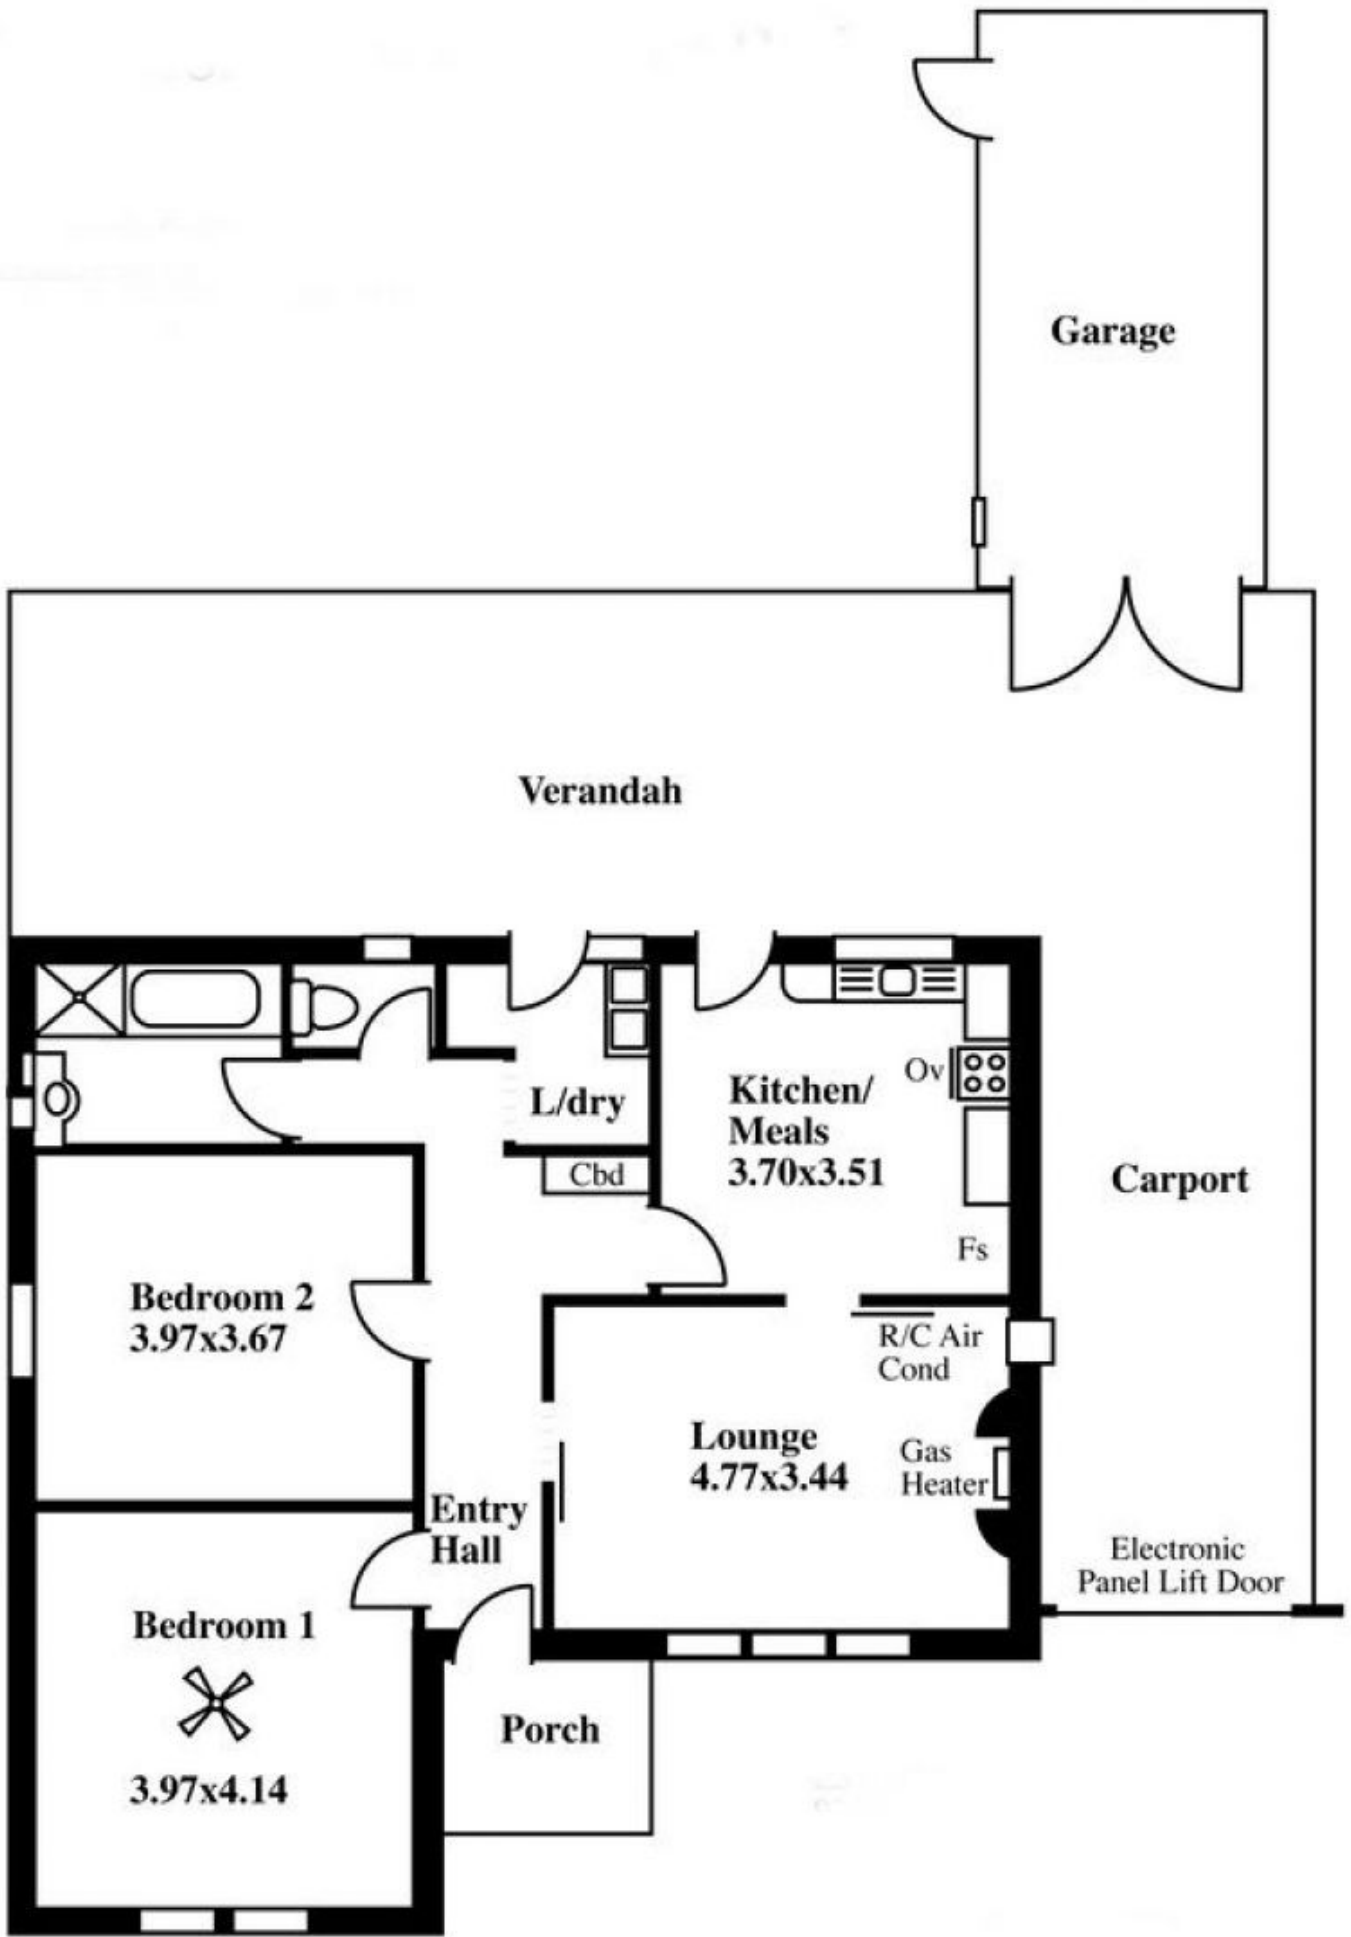 Garage
Verandah
L/dry
Cbd
Kitchen/
Meals
3.70x3.51
Ov
Fs
Carport
Bedroom 2
3.97x3.67
R/C Air
Cond
Lounge
4.77x3.44
Gas
Heater
Entry
Hall
Electronic
Panel Lift Door
Bedroom 1
3.97x4.14
Porch